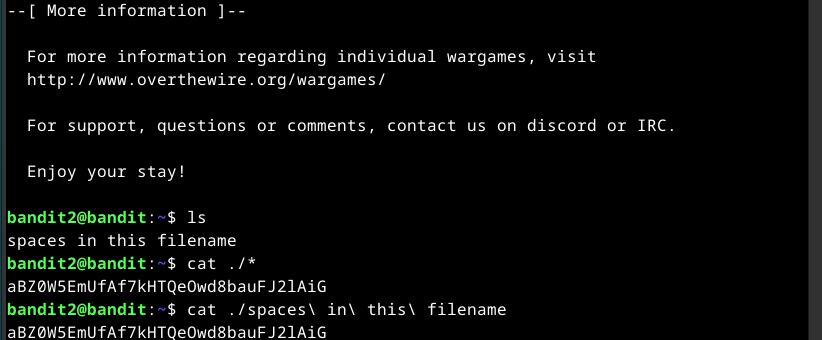 --[ More information ]--
For more information regarding individual wargames, visit
http://www.overthewire.org/wargames/
For support, questions or comments, contact us on discord or IRC.
Enjoy your stay!
bandit2@bandit:~$ ls
spaces in this filename
bandit2@bandit:~$ cat ./*
aBZ0W5EmUfAf7kHTQeOwd8bauFJ2lAiG
bandit2@bandit:~$ cat ./spaces\ in\ this\ filename
aBZ0W5EmUfAf7kHTQeOwd8bauFJ2lAiG